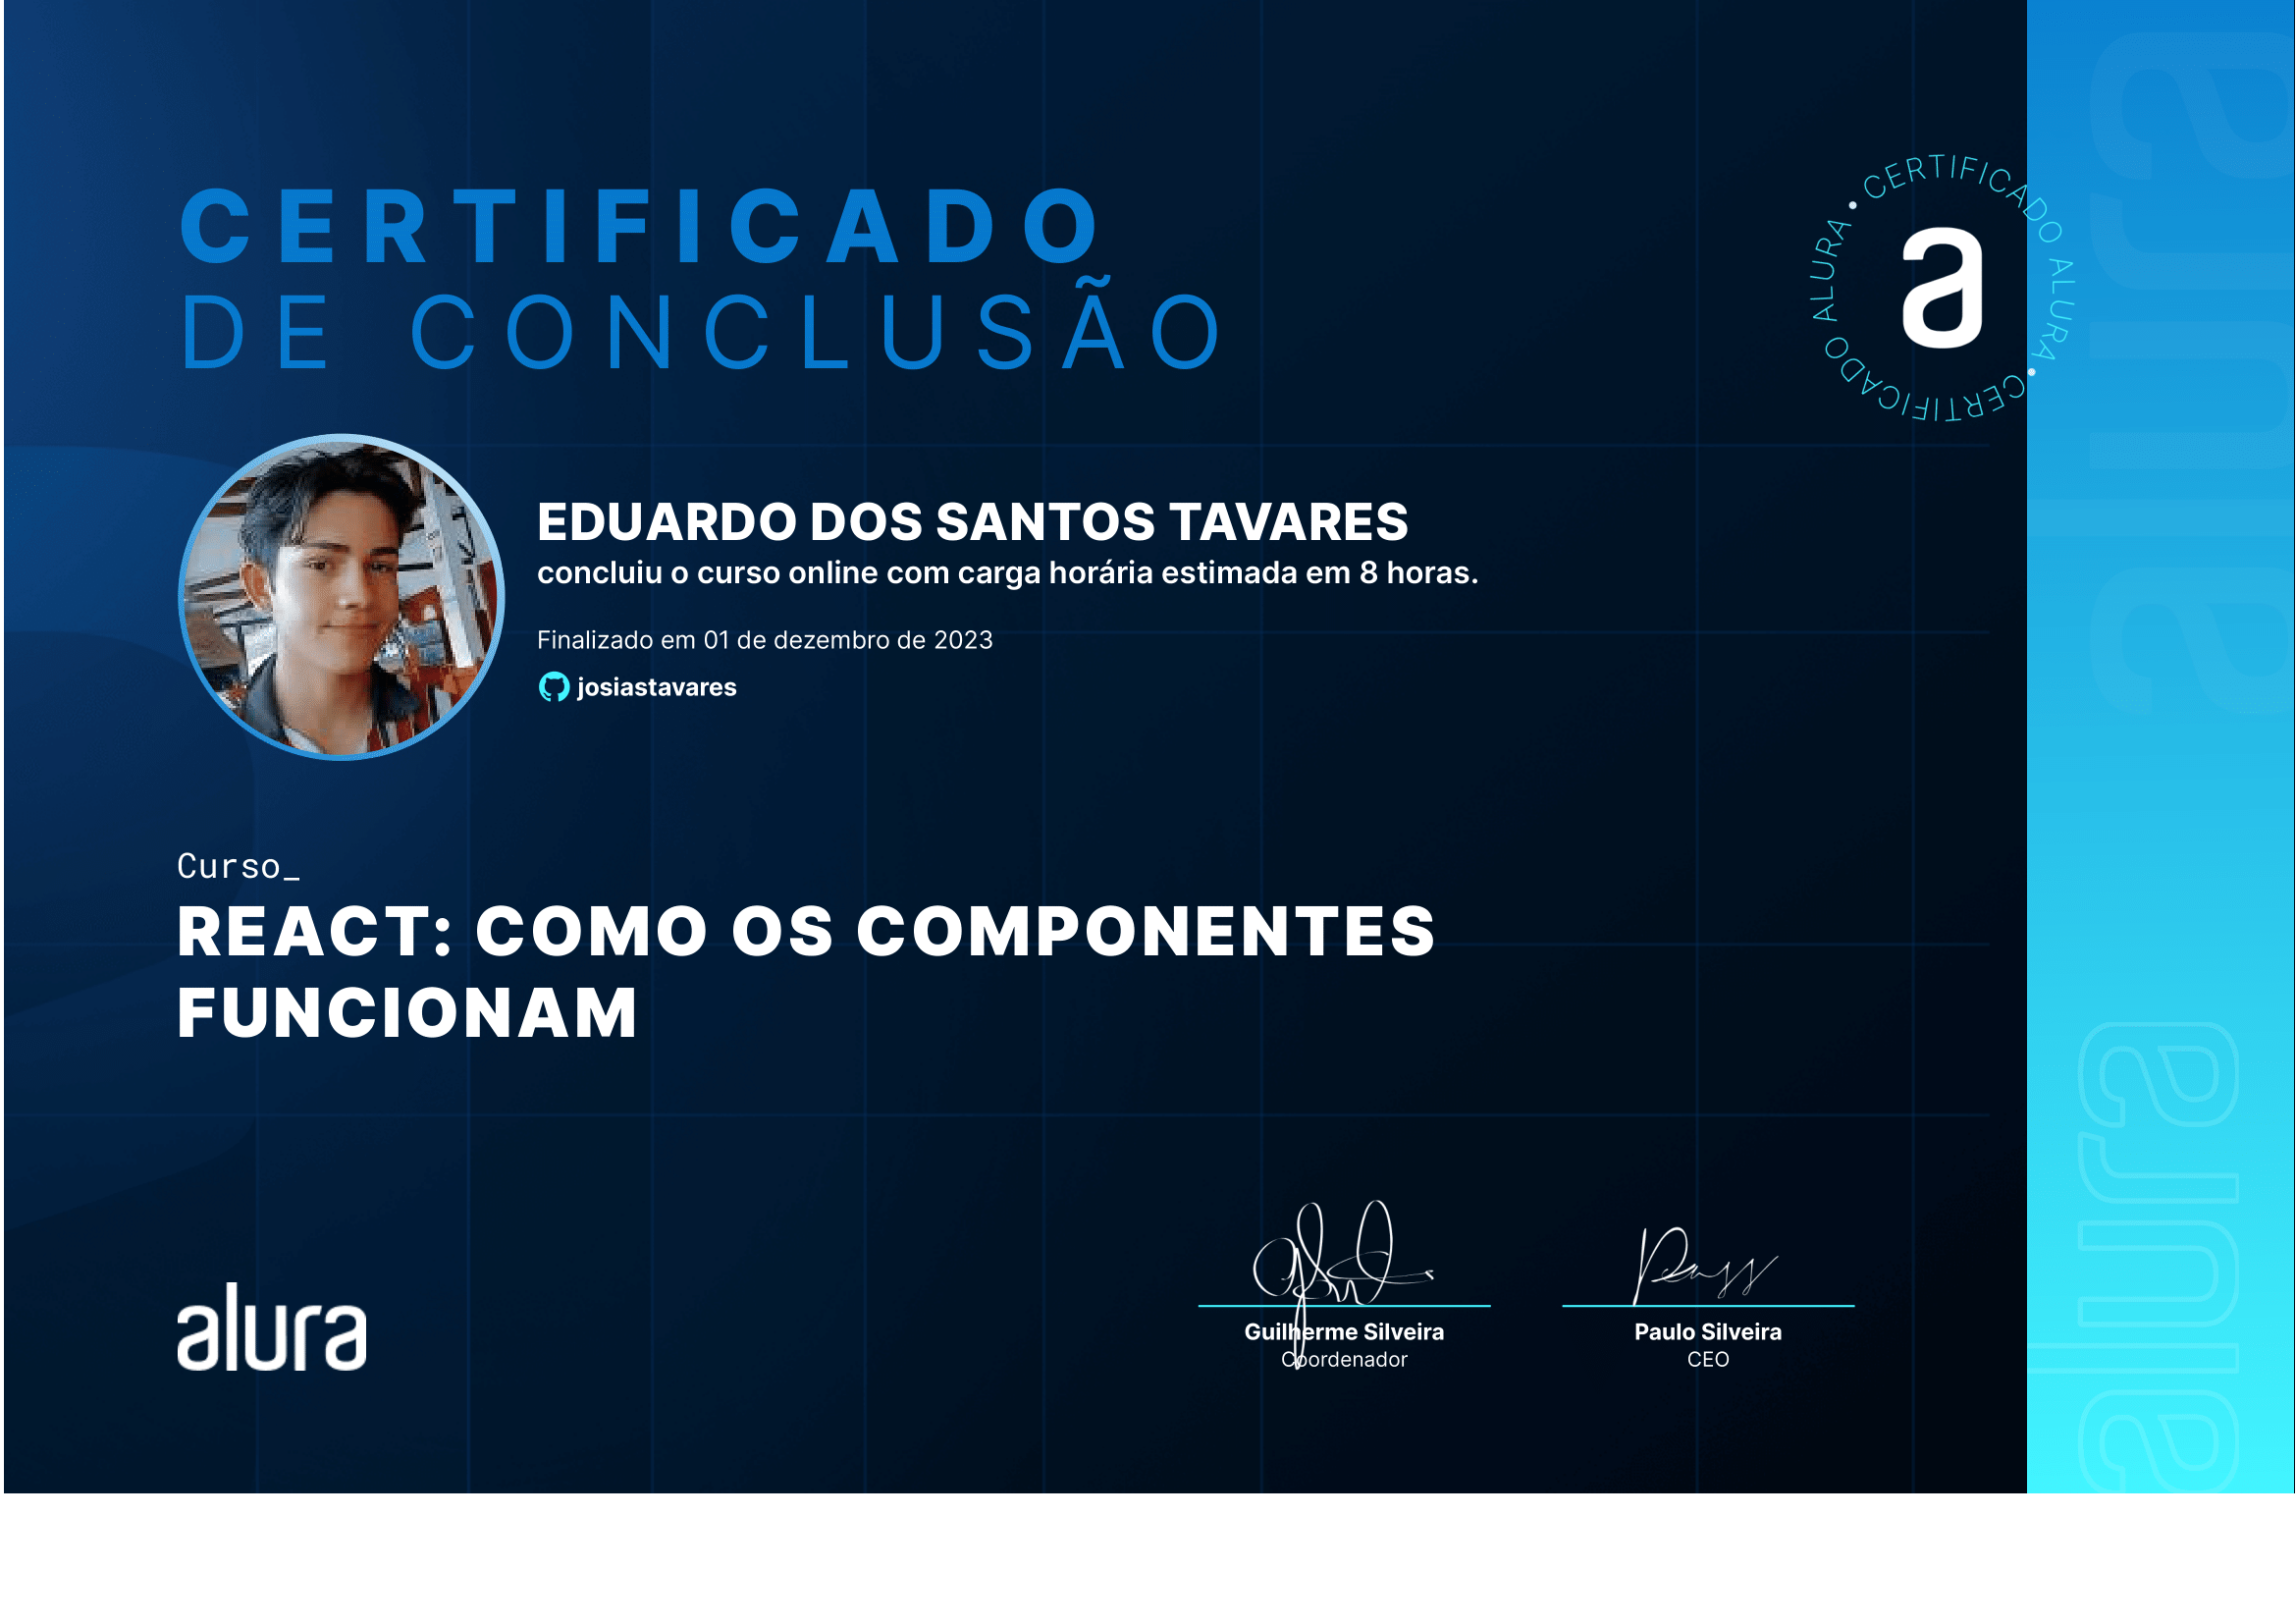 CERTIFICADO
DE CONCLUSÃO
CERTIFICADO ALURA • CERTIFICADO ALURA •
a
EDUARDO DOS SANTOS TAVARES
concluiu o curso online com carga horária estimada em 8 horas.
Finalizado em 01 de dezembro de 2023
josiastavares
Curso_
REACT: COMO OS COMPONENTES
FUNCIONAM
alura
Guilherme Silveira
Coordenador
Paulo Silveira
CEO
alura
alura
a